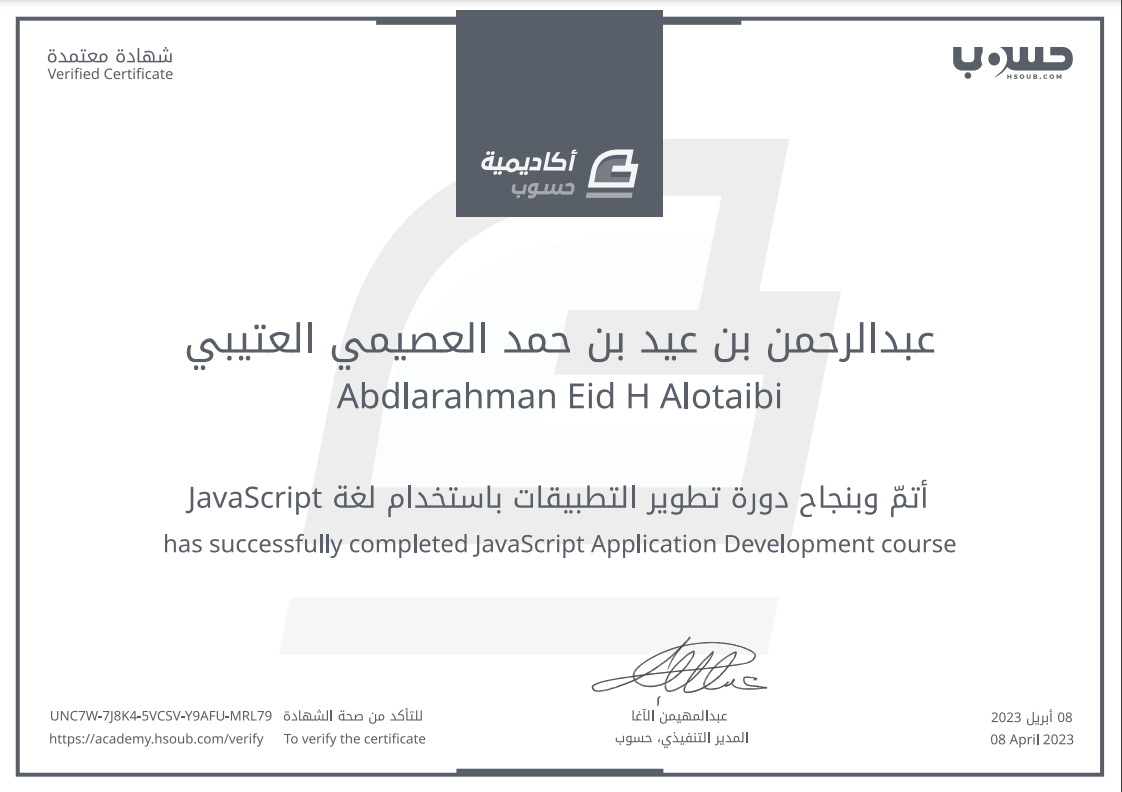 شهادة معتمدة
Verified Certificate
حسوب
HSOUB.COM
أكاديمية
حسوب
عبدالرحمن بن عيد بن حمد العصيمي العتيبي
Abdlarahman Eid H Alotaibi
أتمّ وبنجاح دورة تطوير التطبيقات باستخدام لغة JavaScript
has successfully completed JavaScript Application Development course
للتأكد من صحة الشهادة UNC7W-7J8K4-5VCSV-Y9AFU-MRL79
https://academy.hsoub.com/verify To verify the certificate
عبدالمهيمن الآغا
المدير التنفيذي، حسوب
08 أبريل 2023
08 April 2023